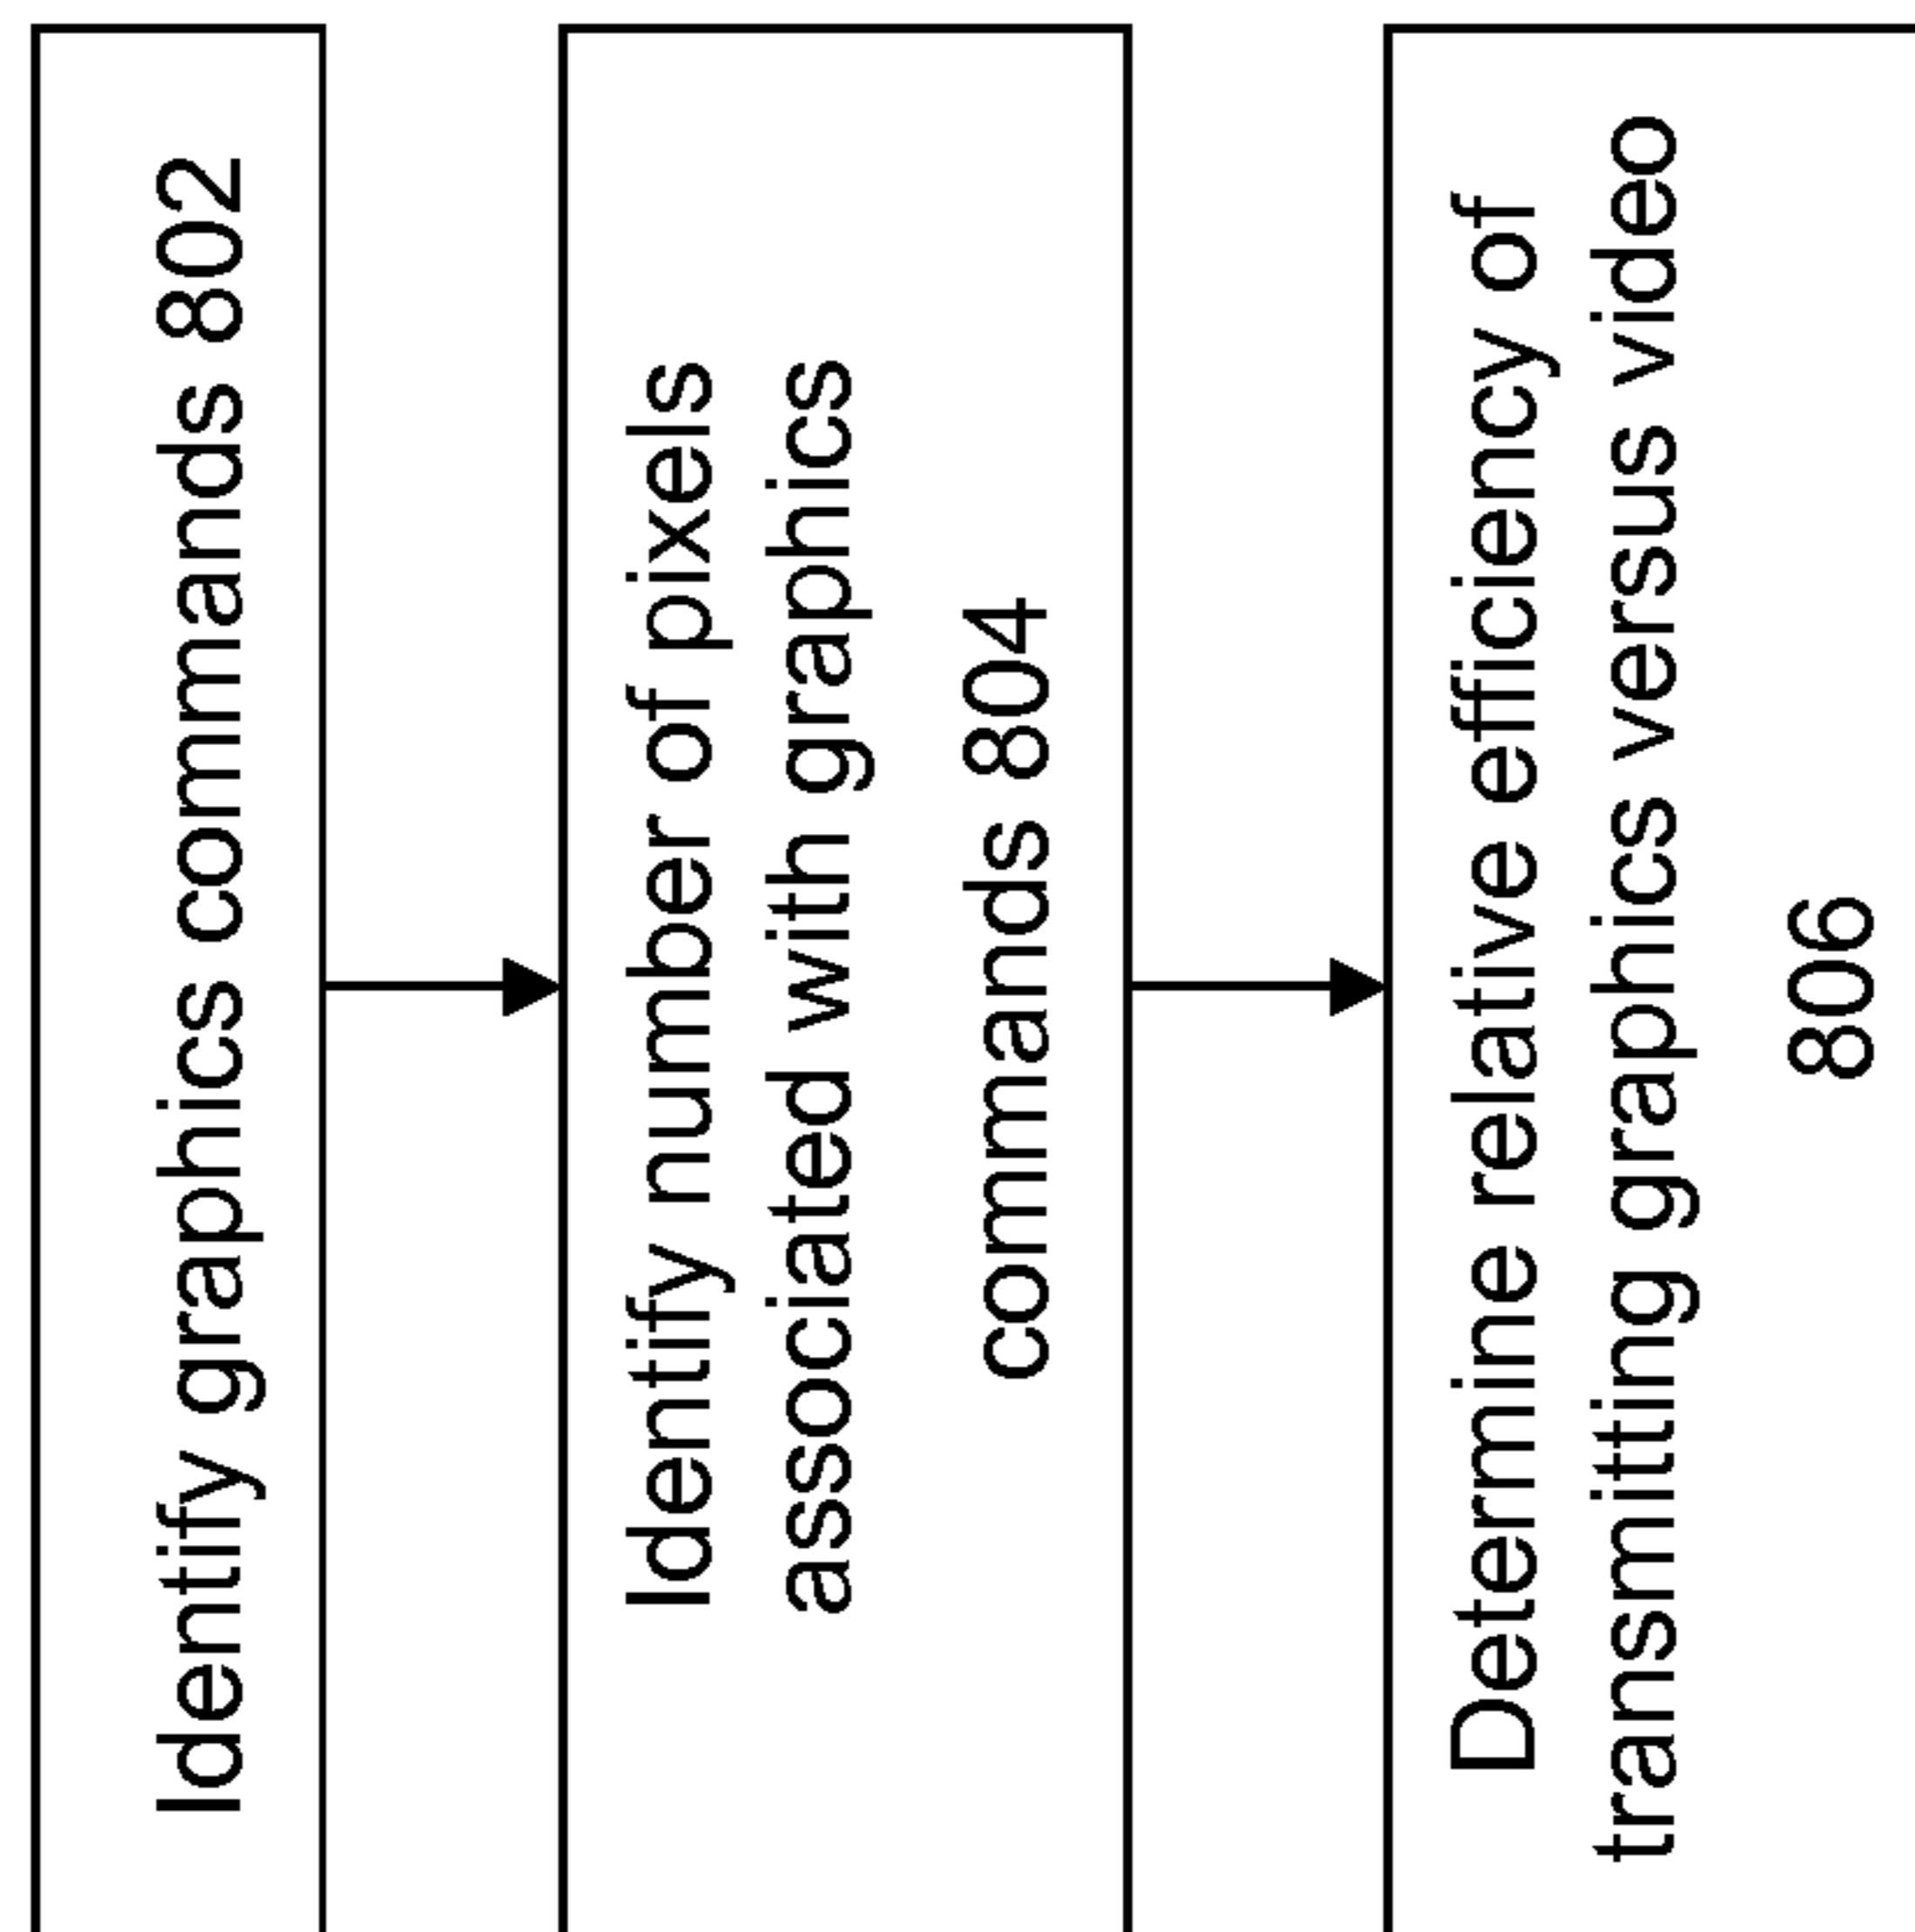 Identify graphics commands 802
Identify number of pixels
associated with graphics
commands 804
Determine relative efficiency of
transmitting graphics versus video
806